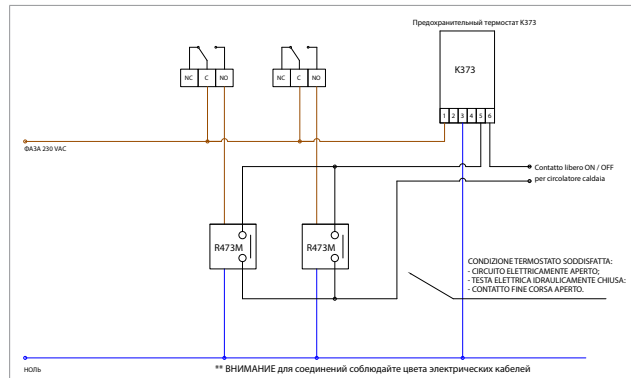 Предохранительный термостат K373
K373
1 2 3 4 5 6
NC C NO
NC C NO
ФАЗА 230 VAC
Contatto libero ON / OFF
per circolatore caldaia
R473M
R473M
CONDIZIONE TERMOSTATO SODDISFATTA:
- CIRCUITO ELETTRICAMENTE APERTO;
- TESTA ELETTRICA IDRAULICAMENTE CHIUSA:
- CONTATTO FINE CORSA APERTO.
НОЛЬ
** ВНИМАНИЕ для соединений соблюдайте цвета электрических кабелей